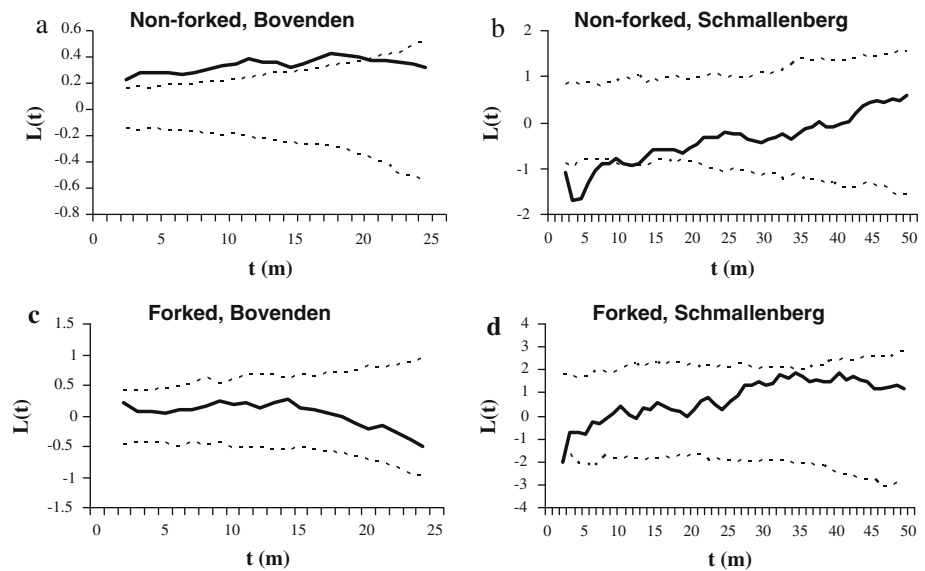 a
Non-forked, Bovenden
0.6
0.4
0.2
0
-0.2
-0.4
-0.6
-0.8
L(t)
0 5 10 15 20 25
t (m)
b
Non-forked, Schmallenberg
2
1
0
-1
-2
L(t)
0 5 10 15 20 25 30 35 40 45 50
t (m)
c
Forked, Bovenden
1.5
1
0.5
0
-0.5
-1
-1.5
L(t)
0 5 10 15 20 25
t (m)
d
Forked, Schmallenberg
4
3
2
1
0
-1
-2
-3
-4
L(t)
0 5 10 15 20 25 30 35 40 45 50
t (m)